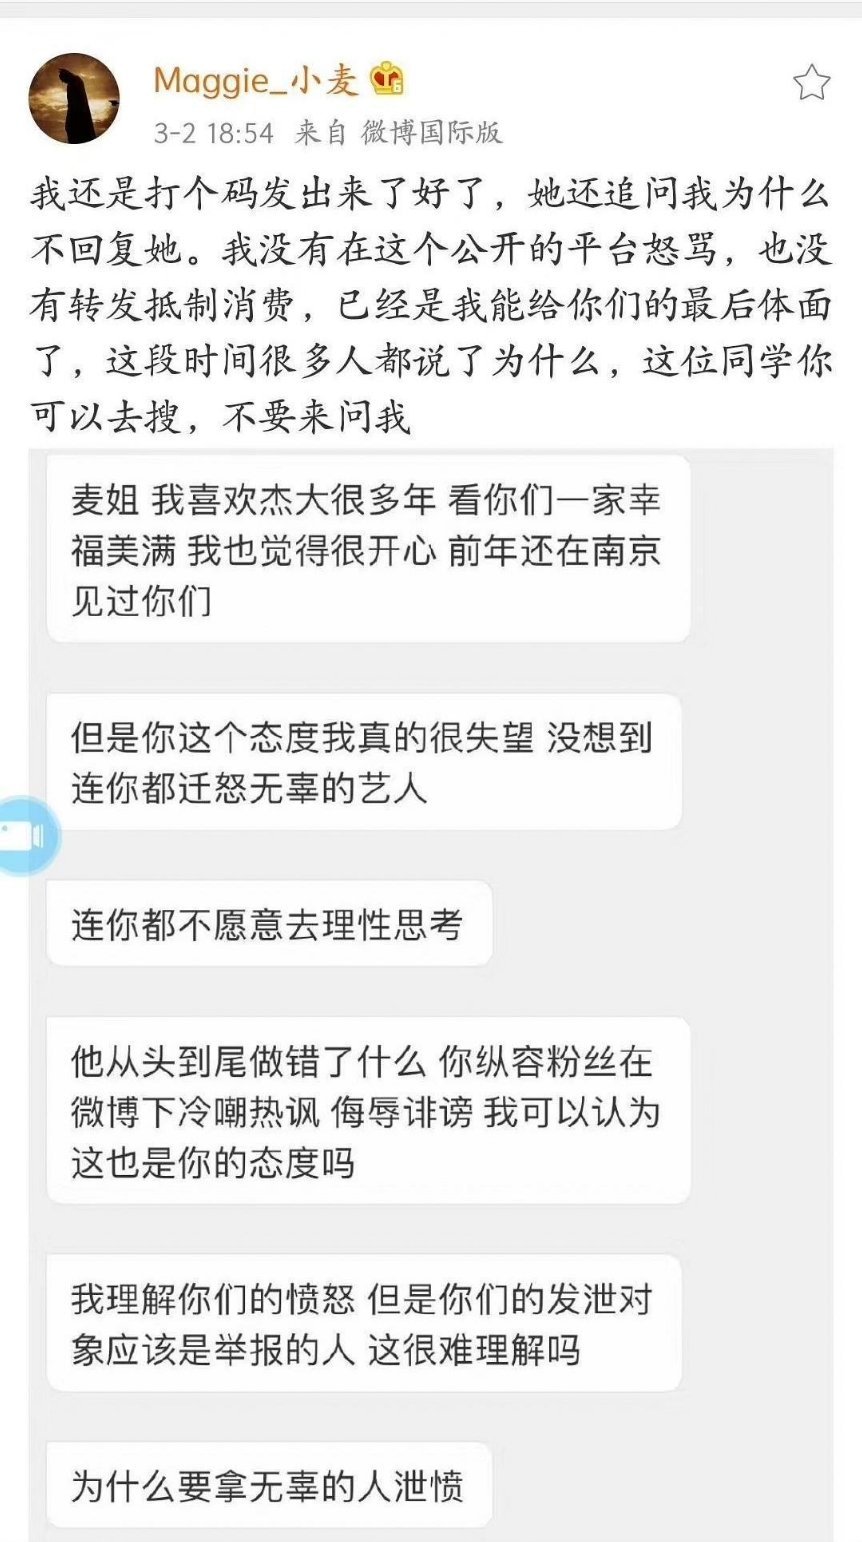 Maggie_小麦
3-2 18:54 来自 微博国际版
我还是打个码发出来了好了，她还追问我为什么
不回复她。我没有在这个公开的平台怒骂，也没
有转发抵制消费，已经是我能给你们的最后体面
了，这段时间很多人都说了为什么，这位同学你
可以去搜，不要来问我
麦姐 我喜欢杰大很多年 看你们一家幸
福美满 我也觉得很开心 前年还在南京
见过你们
但是你这个态度我真的很失望 没想到
连你都迁怒无辜的艺人
连你都不愿意去理性思考
他从头到尾做错了什么 你纵容粉丝在
微博下冷嘲热讽 侮辱诽谤 我可以认为
这也是你的态度吗
我理解你们的愤怒 但是你们的发泄对
象应该是举报的人 这很难理解吗
为什么要拿无辜的人泄愤